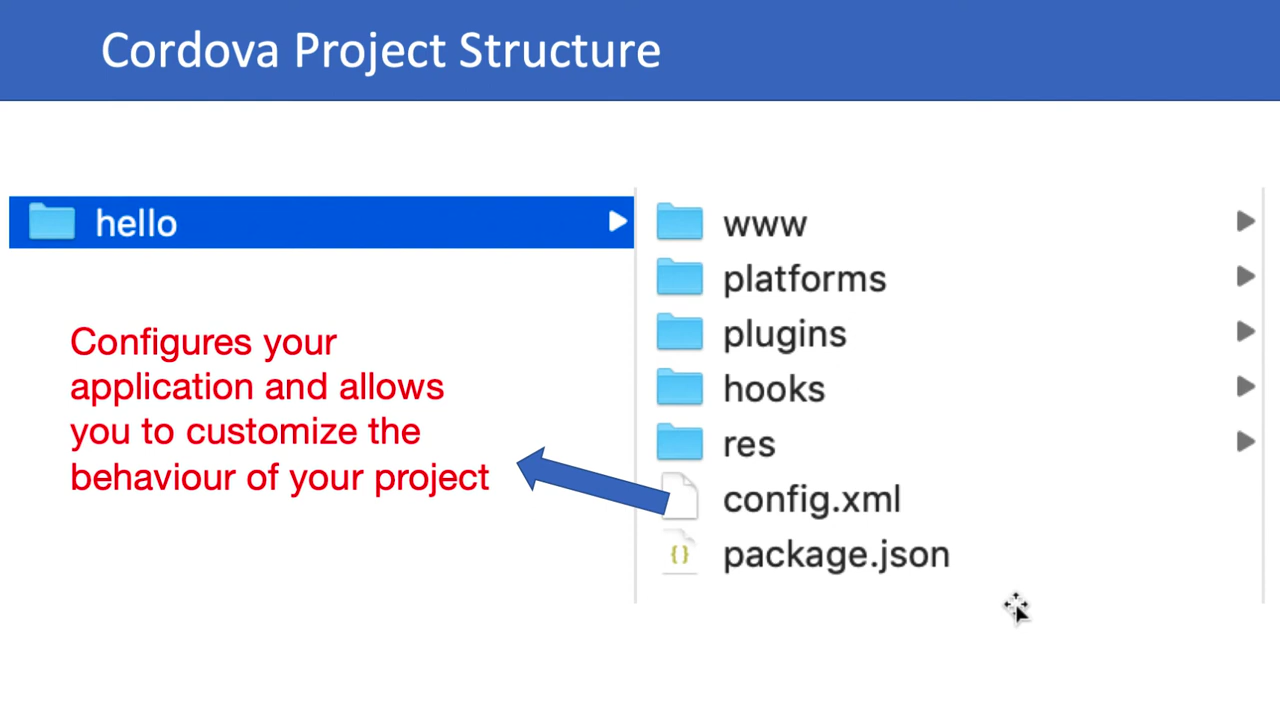 Cordova Project Structure
hello
Configures your
application and allows
you to customize the
behaviour of your project
www
platforms
plugins
hooks
res
config.xml
{} package.json